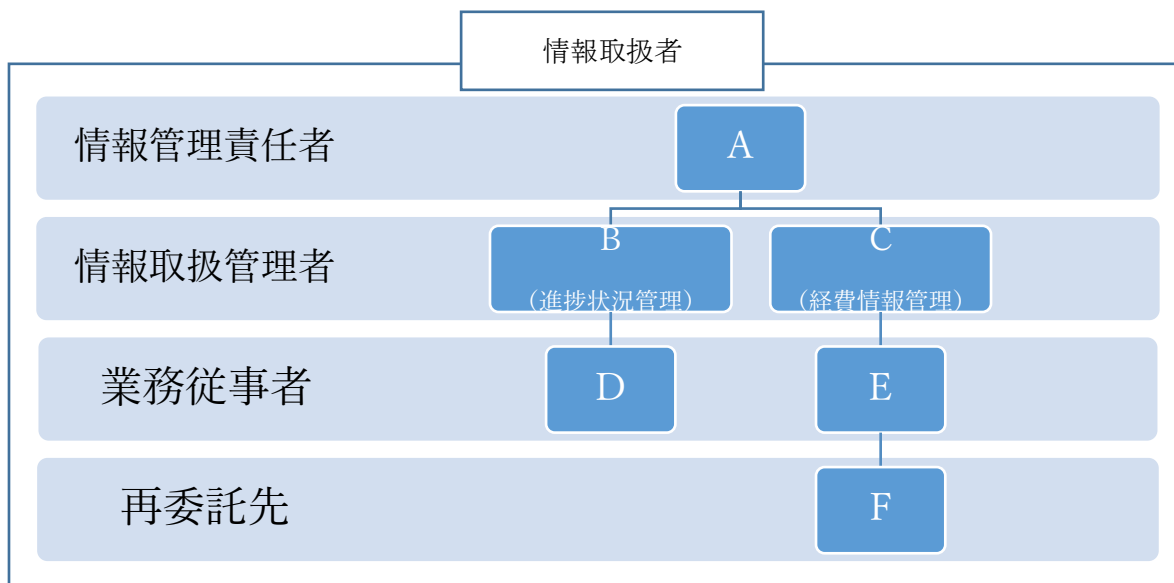 情報取扱者
情報管理責任者
A
情報取扱管理者
B
（進捗状況管理）
C
（経費情報管理）
業務従事者
D
E
再委託先
F